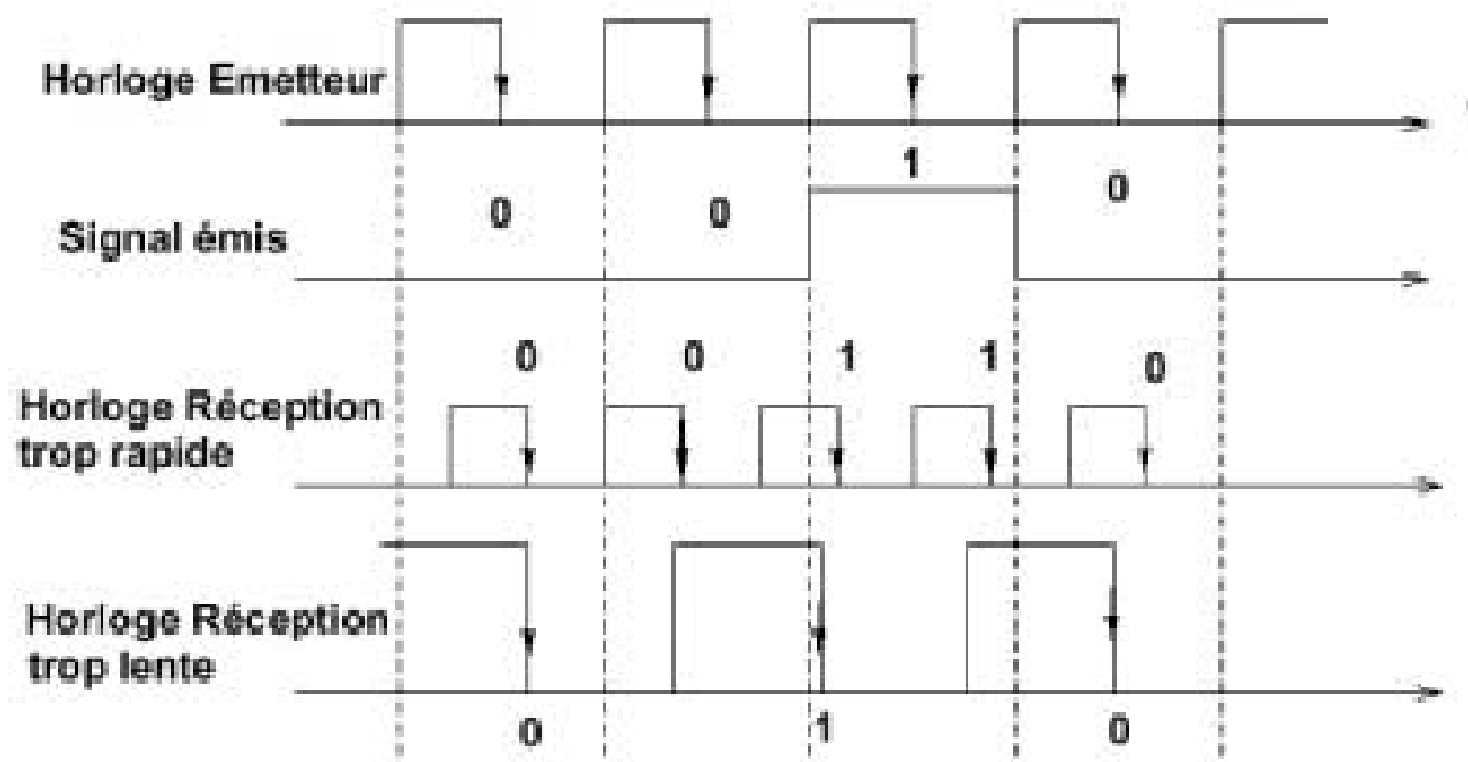 Horloge Emetteur
1
0 0 0
Signal émis
0 0 1 1 0
Horloge Réception
trop rapide
Horloge Réception
trop lente
0 1 0